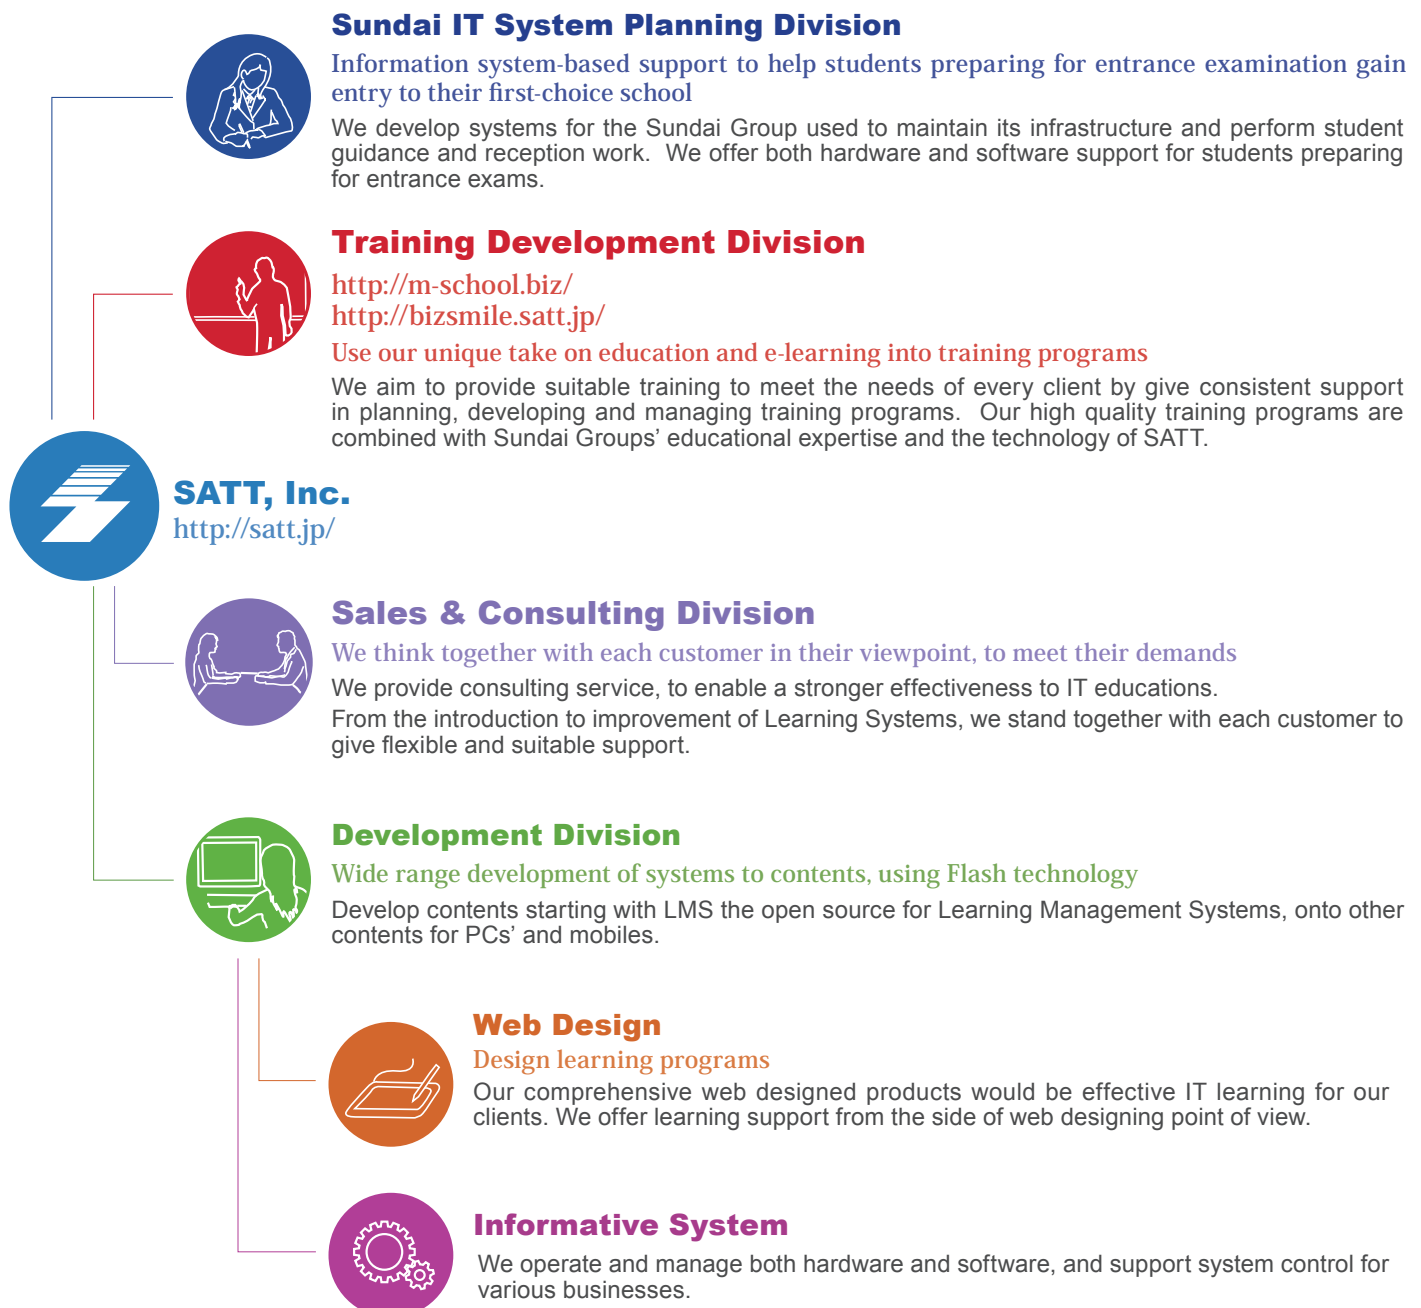 Sundai IT System Planning Division
Information system-based support to help students preparing for entrance examination gain
entry to their first-choice school
We develop systems for the Sundai Group used to maintain its infrastructure and perform student
guidance and reception work. We offer both hardware and software support for students preparing
for entrance exams.
Training Development Division
http://m-school.biz/
http://bizsmile.satt.jp/
Use our unique take on education and e-learning into training programs
We aim to provide suitable training to meet the needs of every client by give consistent support
in planning, developing and managing training programs. Our high quality training programs are
combined with Sundai Groups’ educational expertise and the technology of SATT.
SATT, Inc.
http://satt.jp/
Sales & Consulting Division
We think together with each customer in their viewpoint, to meet their demands
We provide consulting service, to enable a stronger effectiveness to IT educations.
From the introduction to improvement of Learning Systems, we stand together with each customer to
give flexible and suitable support.
Development Division
Wide range development of systems to contents, using Flash technology
Develop contents starting with LMS the open source for Learning Management Systems, onto other
contents for PCs’ and mobiles.
Web Design
Design learning programs
Our comprehensive web designed products would be effective IT learning for our
clients. We offer learning support from the side of web designing point of view.
Informative System
We operate and manage both hardware and software, and support system control for
various businesses.